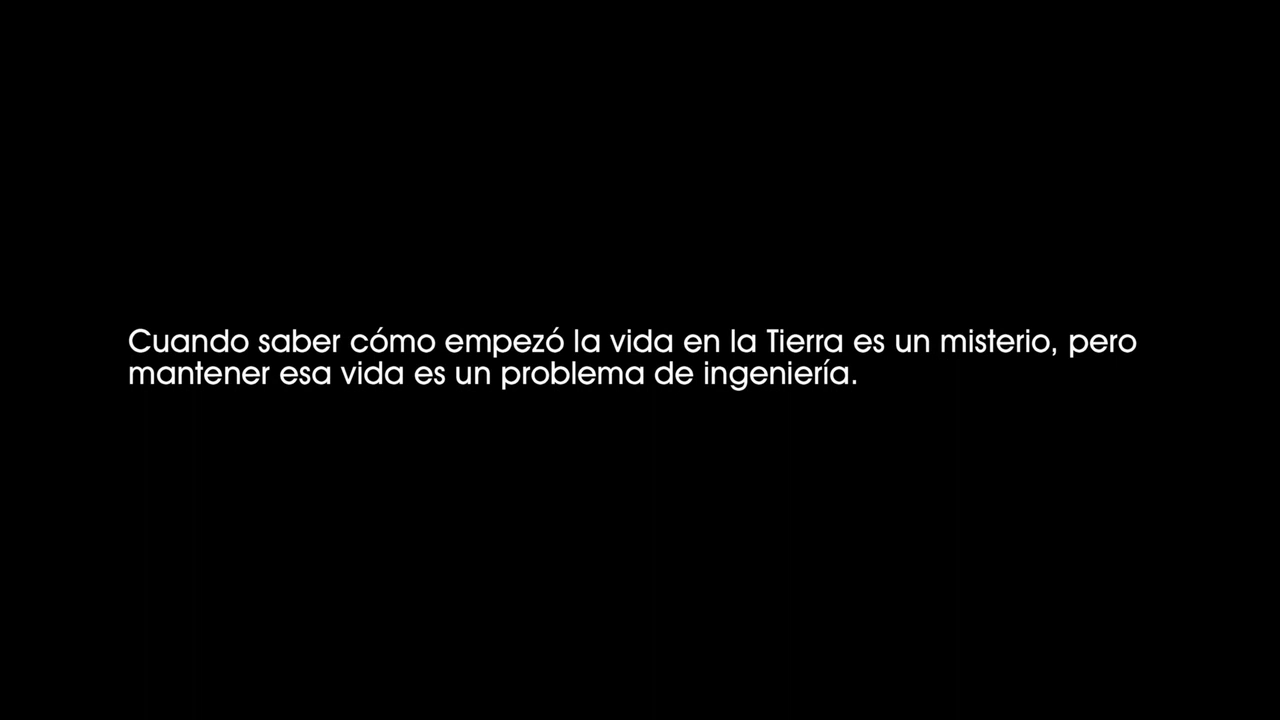 Cuando saber cómo empezó la vida en la Tierra es un misterio, pero
mantener esa vida es un problema de ingeniería.